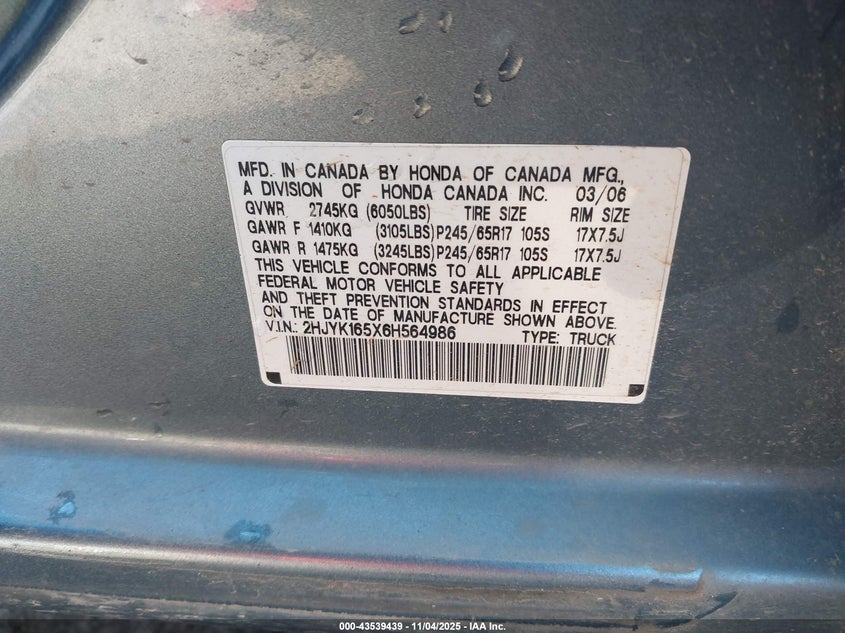 MFD. IN CANADA BY HONDA OF CANADA MFG.,
A DIVISION OF HONDA CANADA INC. 03/06
GVWR 2745KG (6050LBS) TIRE SIZE RIM SIZE
GAWR F 1410KG (3105LBS)P245/65R17 105S 17X7.5J
GAWR R 1475KG (3245LBS)P245/65R17 105S 17X7.5J
THIS VEHICLE CONFORMS TO ALL APPLICABLE
FEDERAL MOTOR VEHICLE SAFETY
AND THEFT PREVENTION STANDARDS IN EFFECT
ON THE DATE OF MANUFACTURE SHOWN ABOVE.
V.I.N.: 2HJYK165X6H564986 TYPE: TRUCK
000-43539439 - 11/04/2025 - IAA Inc.